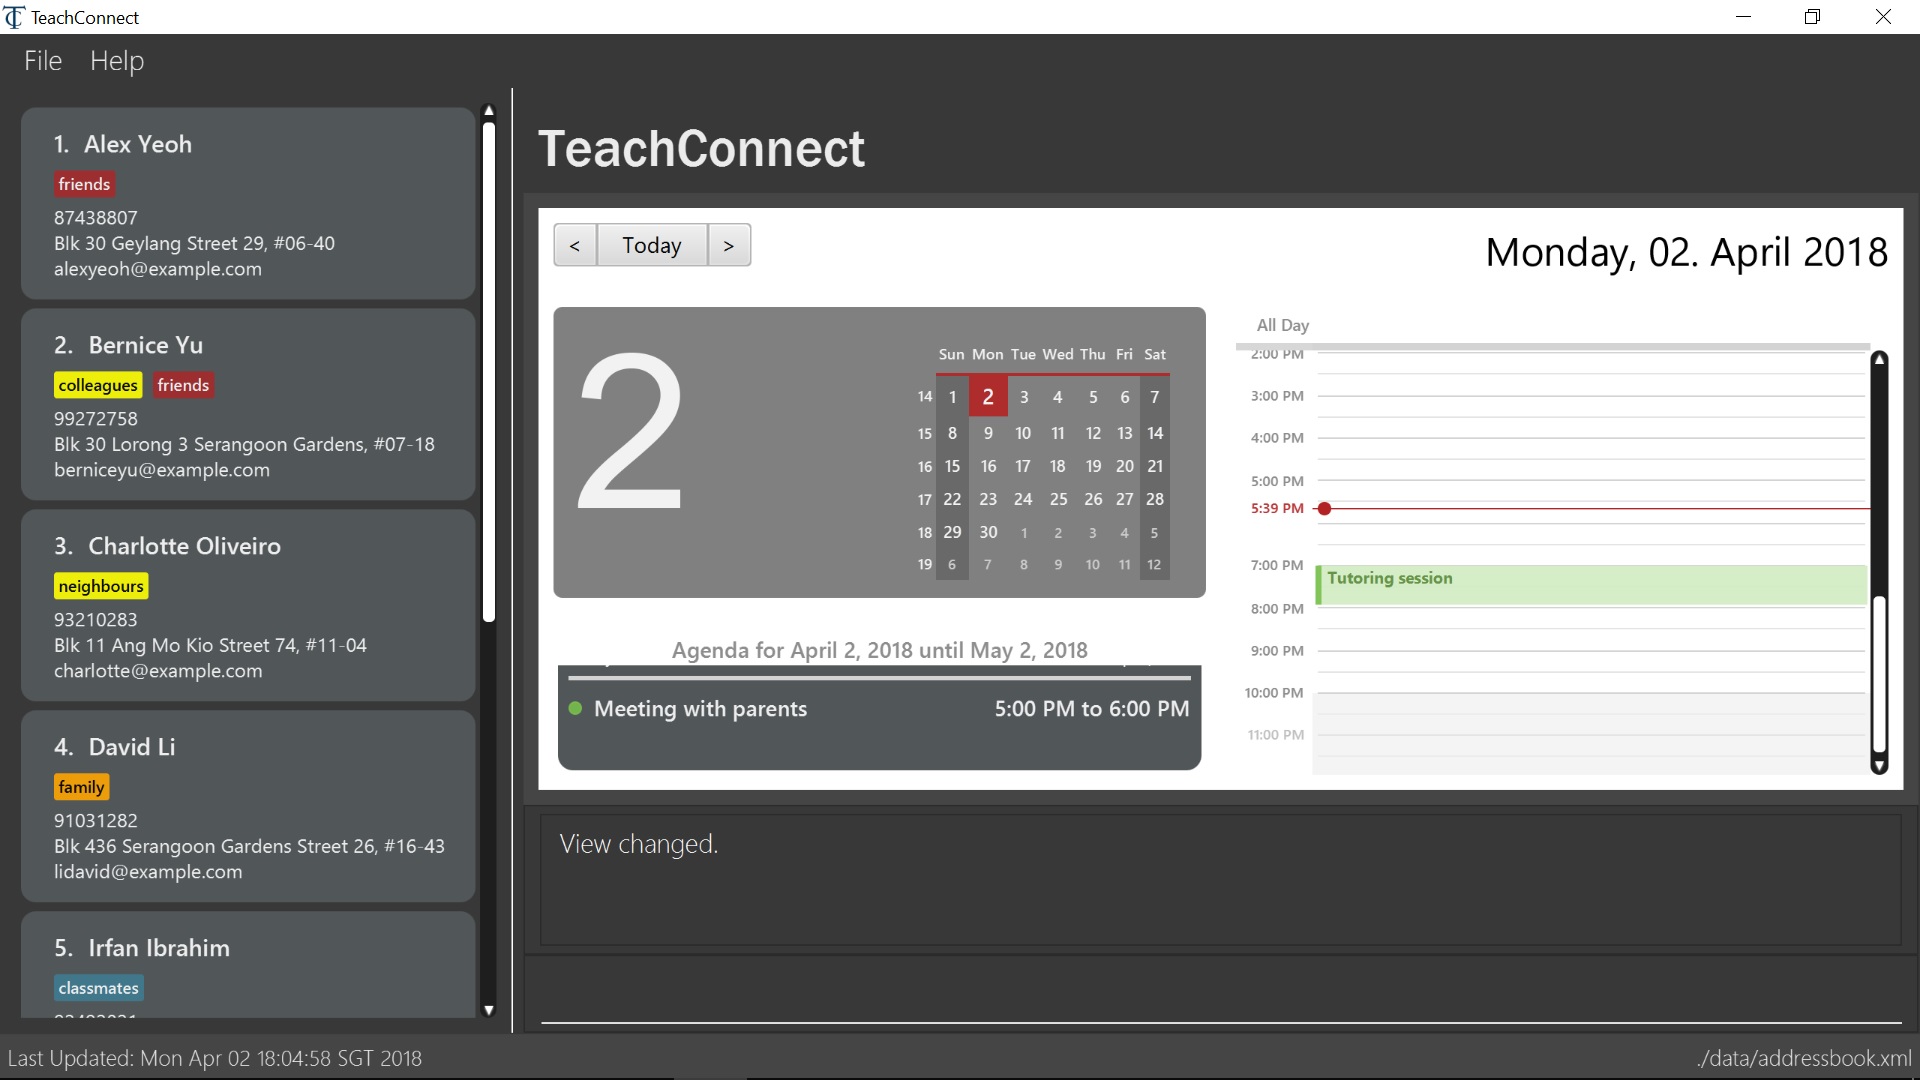 TeachConnect
File Help
1. Alex Yeoh
friends
87438807
Blk 30 Geylang Street 29, #06-40
alexyeoh@example.com
2. Bernice Yu
colleagues friends
99272758
Blk 30 Lorong 3 Serangoon Gardens, #07-18
berniceyu@example.com
3. Charlotte Oliveiro
neighbours
93210283
Blk 11 Ang Mo Kio Street 74, #11-04
charlotte@example.com
4. David Li
family
91031282
Blk 436 Serangoon Gardens Street 26, #16-43
lidavid@example.com
5. Irfan Ibrahim
classmates
TeachConnect
< Today >
Monday, 02. April 2018
2
Sun Mon Tue Wed Thu Fri Sat
14 1 2 3 4 5 6 7
15 8 9 10 11 12 13 14
16 15 16 17 18 19 20 21
17 22 23 24 25 26 27 28
18 29 30 1 2 3 4 5
19 6 7 8 9 10 11 12
Agenda for April 2, 2018 until May 2, 2018
Meeting with parents 5:00 PM to 6:00 PM
All Day
2:00 PM
3:00 PM
4:00 PM
5:00 PM
5:39 PM
7:00 PM
Tutoring session
8:00 PM
9:00 PM
10:00 PM
11:00 PM
View changed.
Last Updated: Mon Apr 02 18:04:58 SGT 2018
./data/addressbook.xml